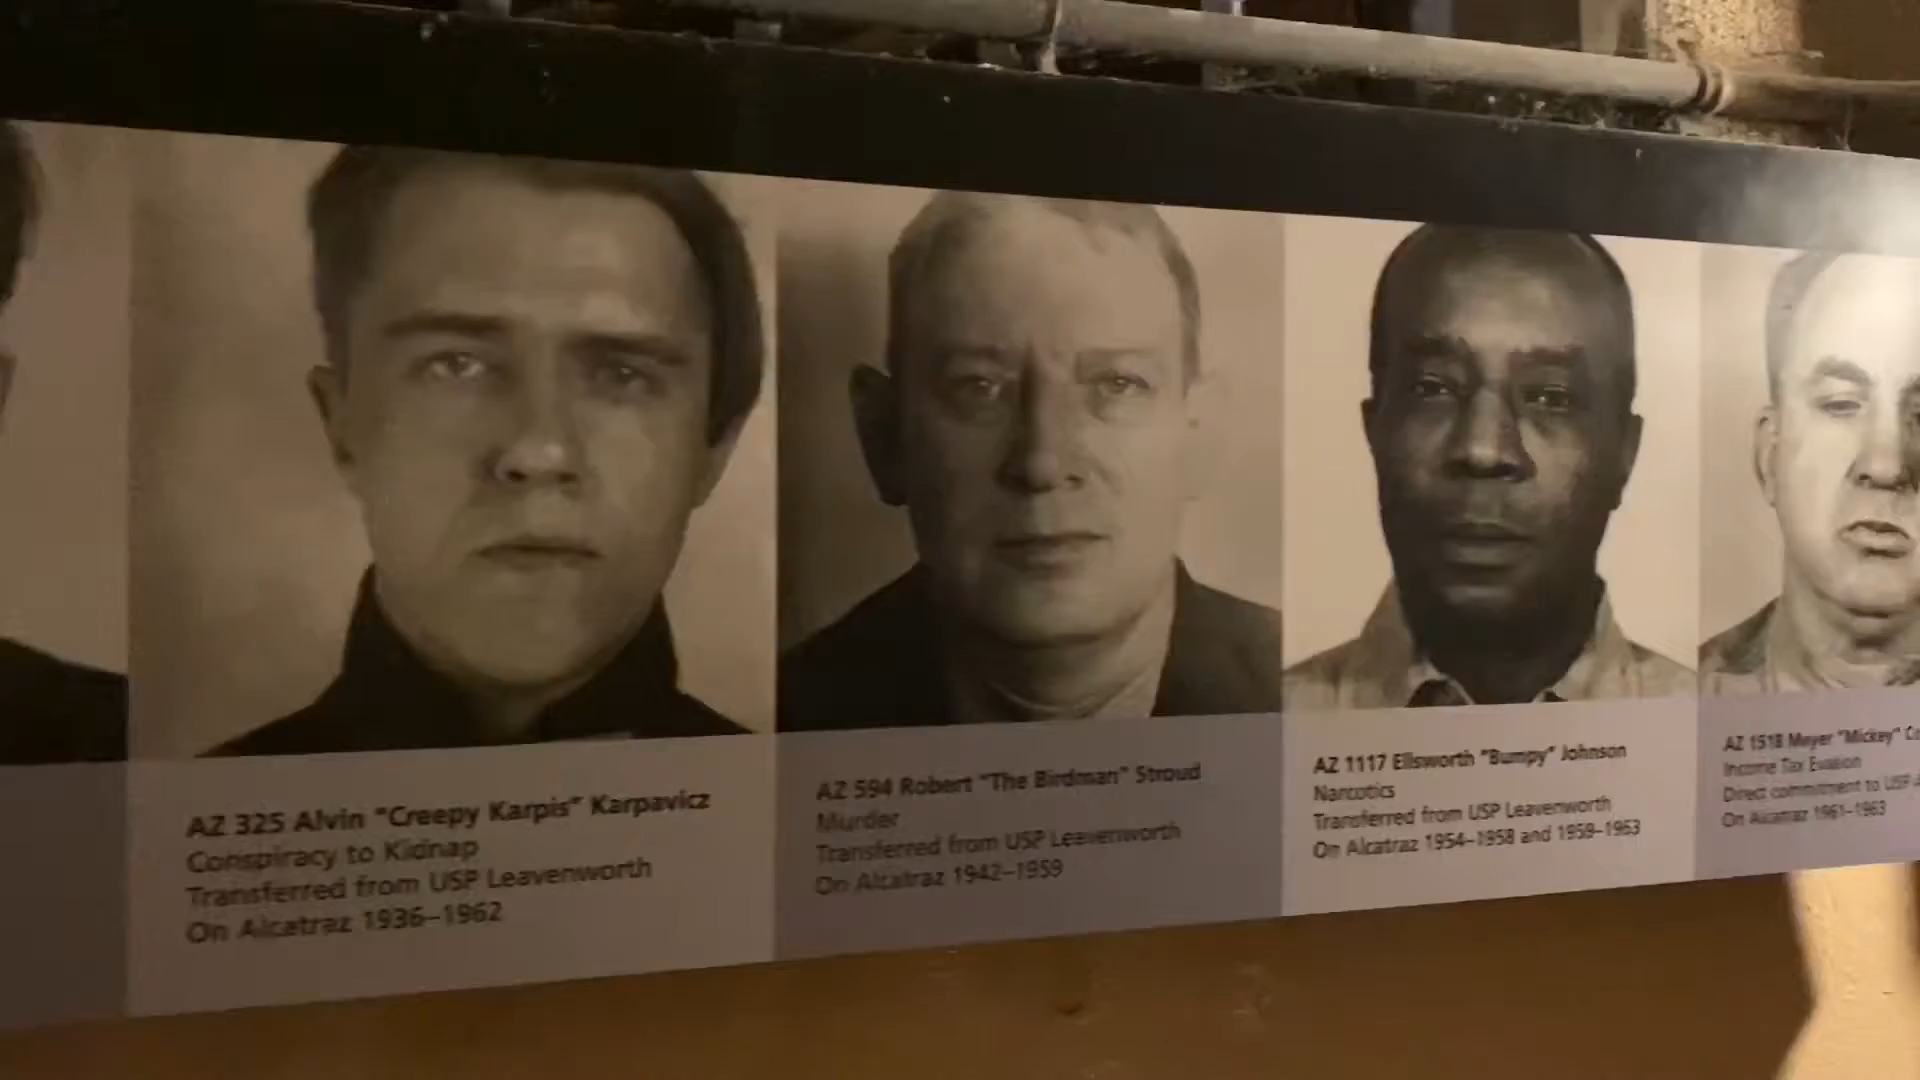 AZ 325 Alvin "Creepy Karpis" Karpavicz
Conspiracy to Kidnap
Transferred from USP Leavenworth
On Alcatraz 1936–1962
AZ 594 Robert "The Birdman" Stroud
Murder
Transferred from USP Leavenworth
On Alcatraz 1942–1959
AZ 1117 Ellsworth "Bumpy" Johnson
Narcotics
Transferred from USP Leavenworth
On Alcatraz 1954–1958 and 1959–1963
AZ 1518 Meyer "Mickey"
Income Tax Evasion
Direct commitment to USP
On Alcatraz 1961–1963